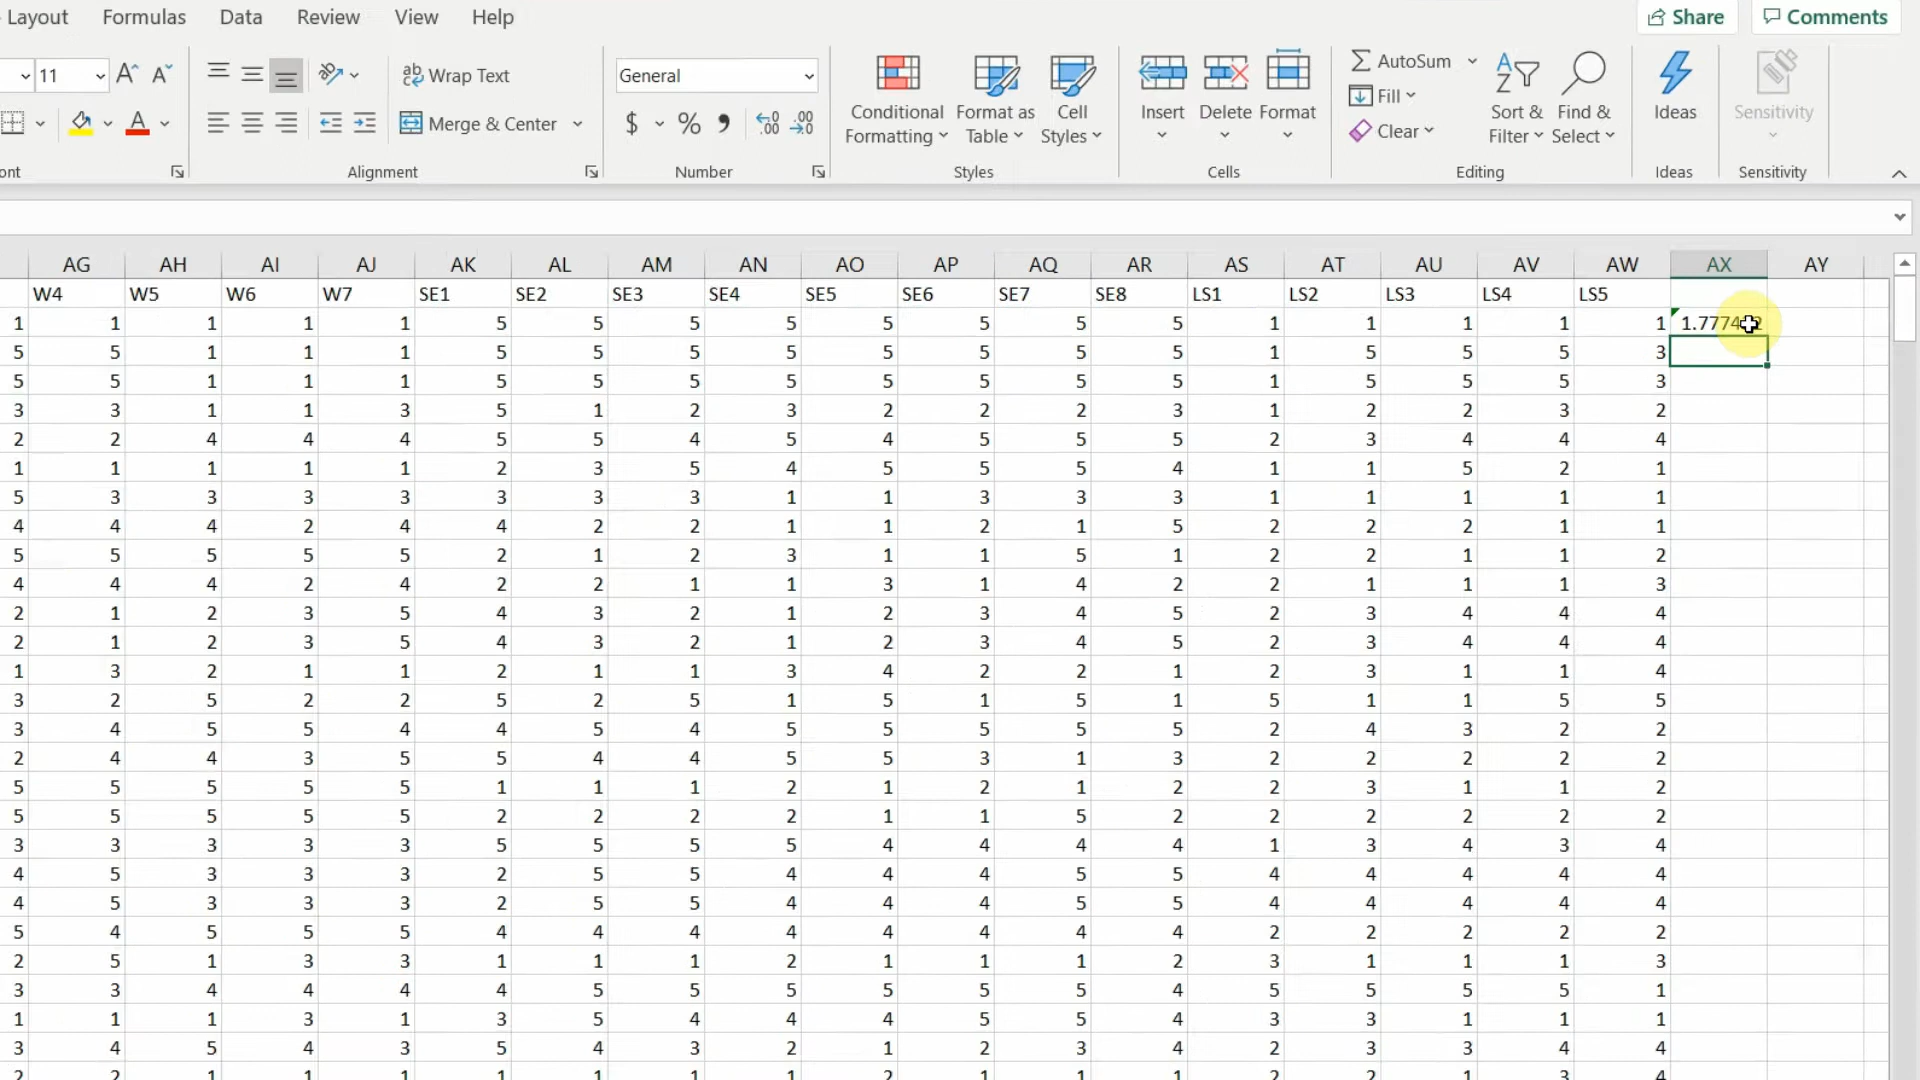 Layout Formulas Data Review View Help Share Comments
11 A A ab Wrap Text General AutoSum
Fill
Conditional Formatting Format as Table Cell Styles Insert Delete Format Sort & Filter Find & Select Ideas Sensitivity
A Merge & Center $ % Clear
ont Alignment Number Styles Cells Editing Ideas Sensitivity
AG AH AI AJ AK AL AM AN AO AP AQ AR AS AT AU AV AW AX AY
W4 W5 W6 W7 SE1 SE2 SE3 SE4 SE5 SE6 SE7 SE8 LS1 LS2 LS3 LS4 LS5
1 1 1 1 1 5 5 5 5 5 5 5 5 1 1 1 1 1
5 5 1 1 1 5 5 5 5 5 5 5 5 1 5 5 5 3
5 5 1 1 1 5 5 5 5 5 5 5 5 1 5 5 5 3
3 3 1 1 3 5 1 2 3 2 2 2 3 1 2 2 3 2
2 2 4 4 4 5 5 4 5 4 5 5 5 2 3 4 4 4
1 1 1 1 1 2 3 5 4 5 5 5 4 1 1 5 2 1
5 3 3 3 3 3 3 3 1 1 3 3 3 1 1 1 1 1
4 4 4 2 4 4 2 2 1 1 2 1 5 2 2 2 1 1
5 5 5 5 5 2 1 2 3 1 1 5 1 2 2 1 1 2
4 4 4 2 4 2 2 1 1 3 1 4 2 2 1 1 1 3
2 1 2 3 5 4 3 2 1 2 3 4 5 2 3 4 4 4
2 1 2 3 5 4 3 2 1 2 3 4 5 2 3 4 4 4
1 3 2 1 1 2 1 1 3 4 2 2 1 2 3 1 1 4
3 2 5 2 2 5 2 5 1 5 1 5 1 5 1 1 5 5
3 4 5 5 4 4 5 4 5 5 5 5 5 2 4 3 2 2
2 4 4 3 5 5 4 4 5 5 3 1 3 2 2 2 2 2
5 5 5 5 5 1 1 1 2 1 2 1 2 2 3 1 1 2
5 5 5 5 5 2 2 2 2 1 1 5 2 2 2 2 2 2
3 3 3 3 3 5 5 5 5 4 4 4 4 1 3 4 3 4
4 5 3 3 3 2 5 5 4 4 4 5 5 4 4 4 4 4
4 5 3 3 3 2 5 5 4 4 4 5 5 4 4 4 4 4
5 4 5 5 5 4 4 4 4 4 4 4 4 2 2 2 2 2
2 5 1 3 3 1 1 1 2 1 1 1 2 3 1 1 1 3
3 3 4 4 4 4 5 5 5 5 5 5 4 5 5 5 5 1
1 1 1 3 1 3 5 4 4 4 5 5 4 3 3 1 1 1
3 4 5 4 3 5 4 3 2 1 2 3 4 2 3 3 4 4
2 2 1 1 1 1 1 1 1 2 1 1 1 2 2 1 3 4